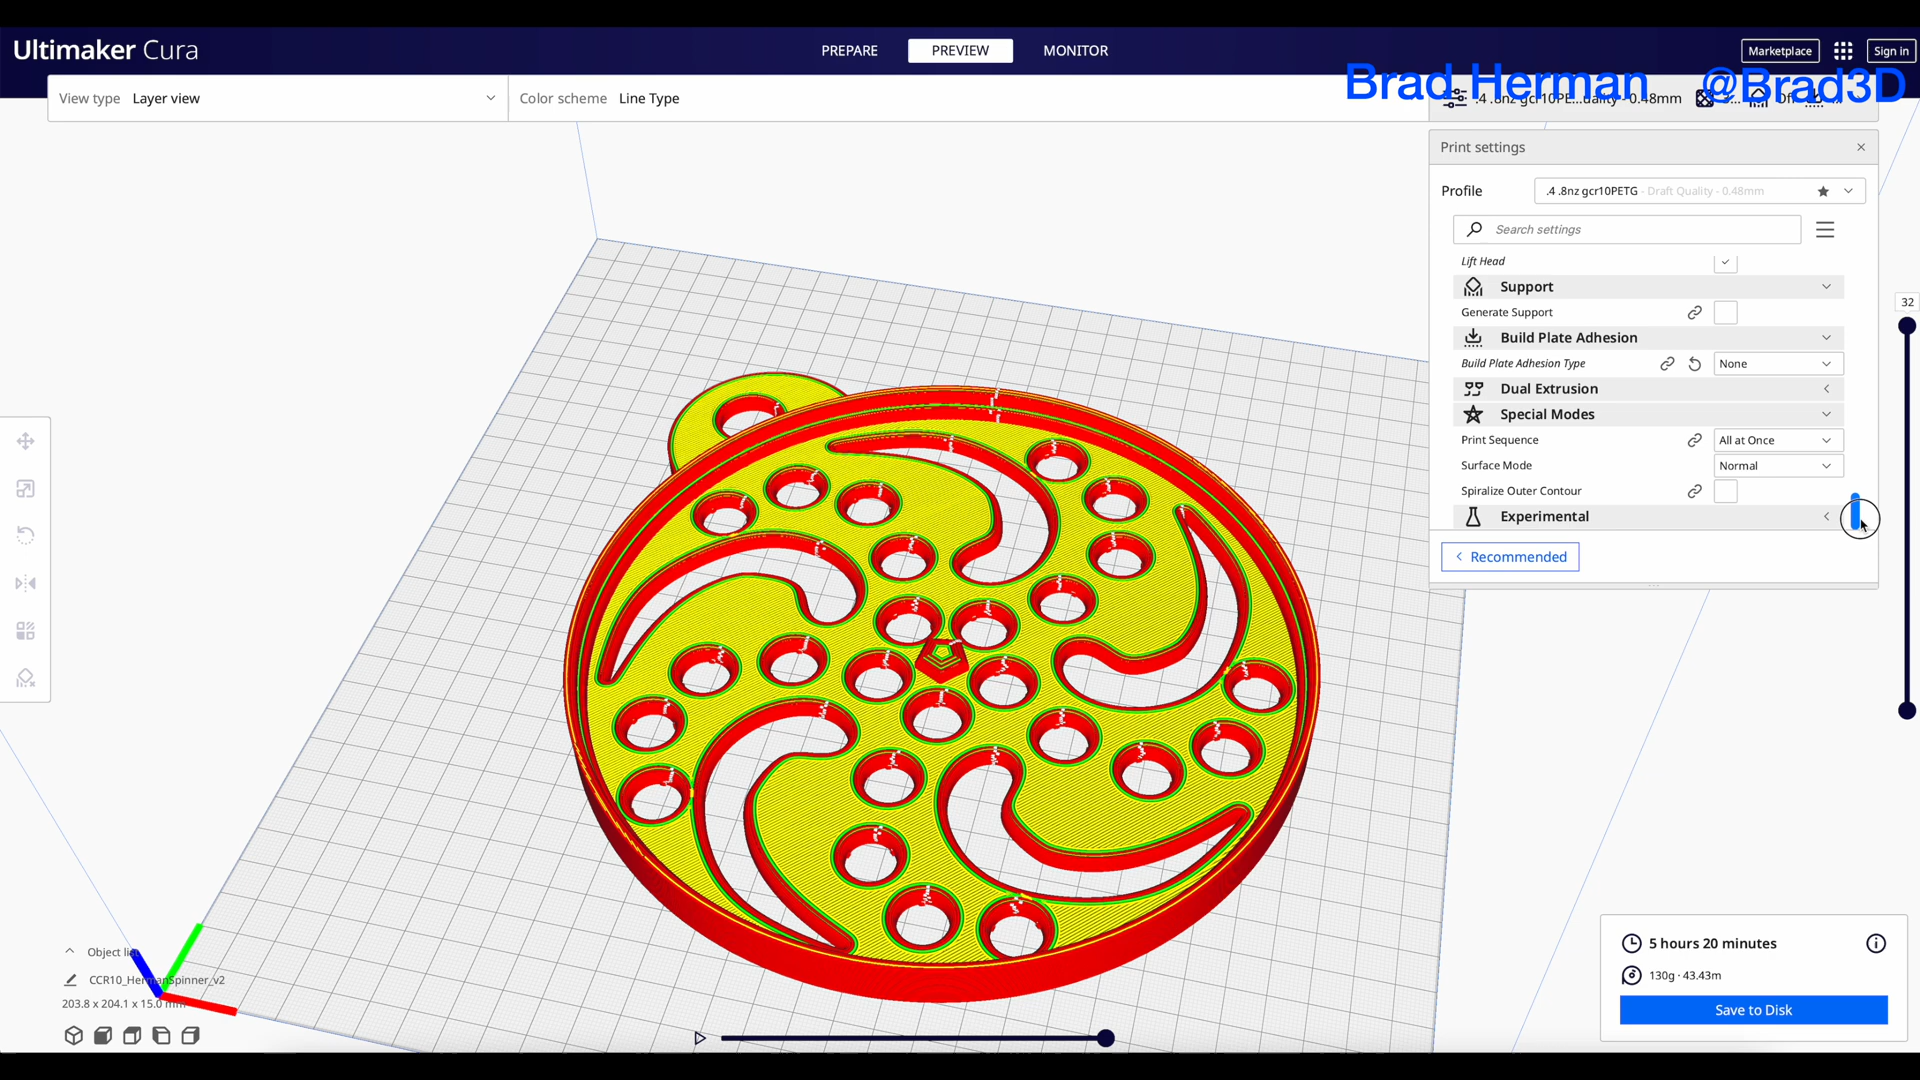 Ultimaker Cura
PREPARE
PREVIEW
MONITOR
Marketplace
Sign in
Brad Herman @Brad3D
View type Layer view
Color scheme Line Type
0.48mm
Print settings
Profile
.4 .8nz gcr10PETG - Draft Quality - 0.48mm
Search settings
Lift Head
Support
Generate Support
Build Plate Adhesion
Build Plate Adhesion Type
None
Dual Extrusion
Special Modes
Print Sequence
All at Once
Surface Mode
Normal
Spiralize Outer Contour
Experimental
Recommended
32
Object list
CCR10_HermanSpinner_v2
203.8 x 204.1 x 15.0 mm
5 hours 20 minutes
130g · 43.43m
Save to Disk